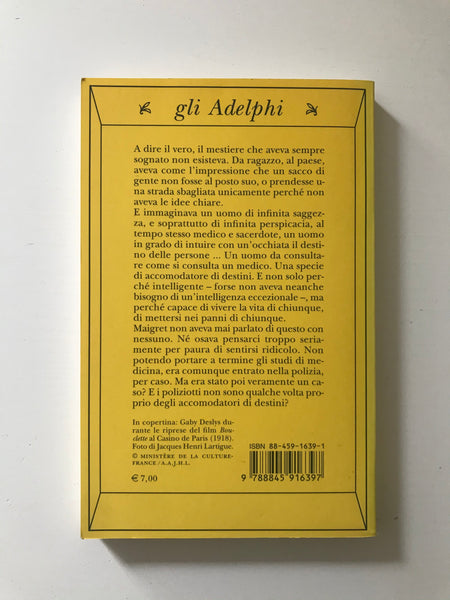 gli Adelphi
A dire il vero, il mestiere che aveva sempre
sognato non esisteva. Da ragazzo, al paese,
aveva come l'impressione che un sacco di
gente non fosse al posto suo, o prendesse u-
na strada sbagliata unicamente perché non
aveva le idee chiare.
E immaginava un uomo di infinita saggez-
za, e soprattutto di infinita perspicacia, al
tempo stesso medico e sacerdote, un uomo
in grado di intuire con un'occhiata il desti-
no delle persone ... Un uomo da consulta-
re come si consulta un medico. Una specie
di accomodatore di destini. E non solo per-
ché intelligente – forse non aveva neanche
bisogno di un'intelligenza eccezionale –, ma
perché capace di vivere la vita di chiunque,
di mettersi nei panni di chiunque.
Maigret non aveva mai parlato di questo con
nessuno. Né osava pensarci troppo seria-
mente per paura di sentirsi ridicolo. Non
potendo portare a termine gli studi di me-
dicina, era comunque entrato nella polizia,
per caso. Ma era stato poi veramente un ca-
so? E i poliziotti non sono qualche volta pro-
prio degli accomodatori di destini?
In copertina: Gaby Deslys du-
rante le riprese del film Bou-
clette al Casino de Paris (1918).
Foto di Jacques Henri Lartigue.
© MINISTÈRE DE LA CULTURE-
FRANCE / A.A.J.H.L.
€ 7,00
ISBN 88-459-1639-1
9 788845 916397